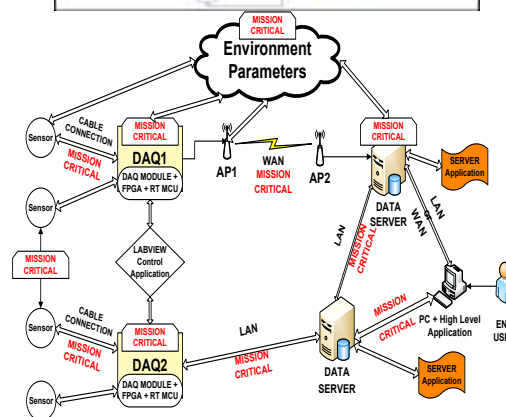 MISSION
CRITICAL
Environment
Parameters
Sensor
CABLE
CONNECTION
MISSION
CRITICAL
MISSION
CRITICAL
DAQ1
DAQ MODULE +
FPGA + RT MCU
AP1
WAN
MISSION
CRITICAL
AP2
MISSION
CRITICAL
DATA
SERVER
SERVER
Application
Sensor
MISSION
CRITICAL
LABVIEW
Control
Application
LAN
MISSION
CRITICAL
LAN
or
WAN
Sensor
CABLE
CONNECTION
MISSION
CRITICAL
MISSION
CRITICAL
DAQ2
DAQ MODULE +
FPGA + RT MCU
LAN
MISSION
CRITICAL
DATA
SERVER
MISSION
CRITICAL
PC + High Level
Application
EN
USE
SERVER
Application
Sensor